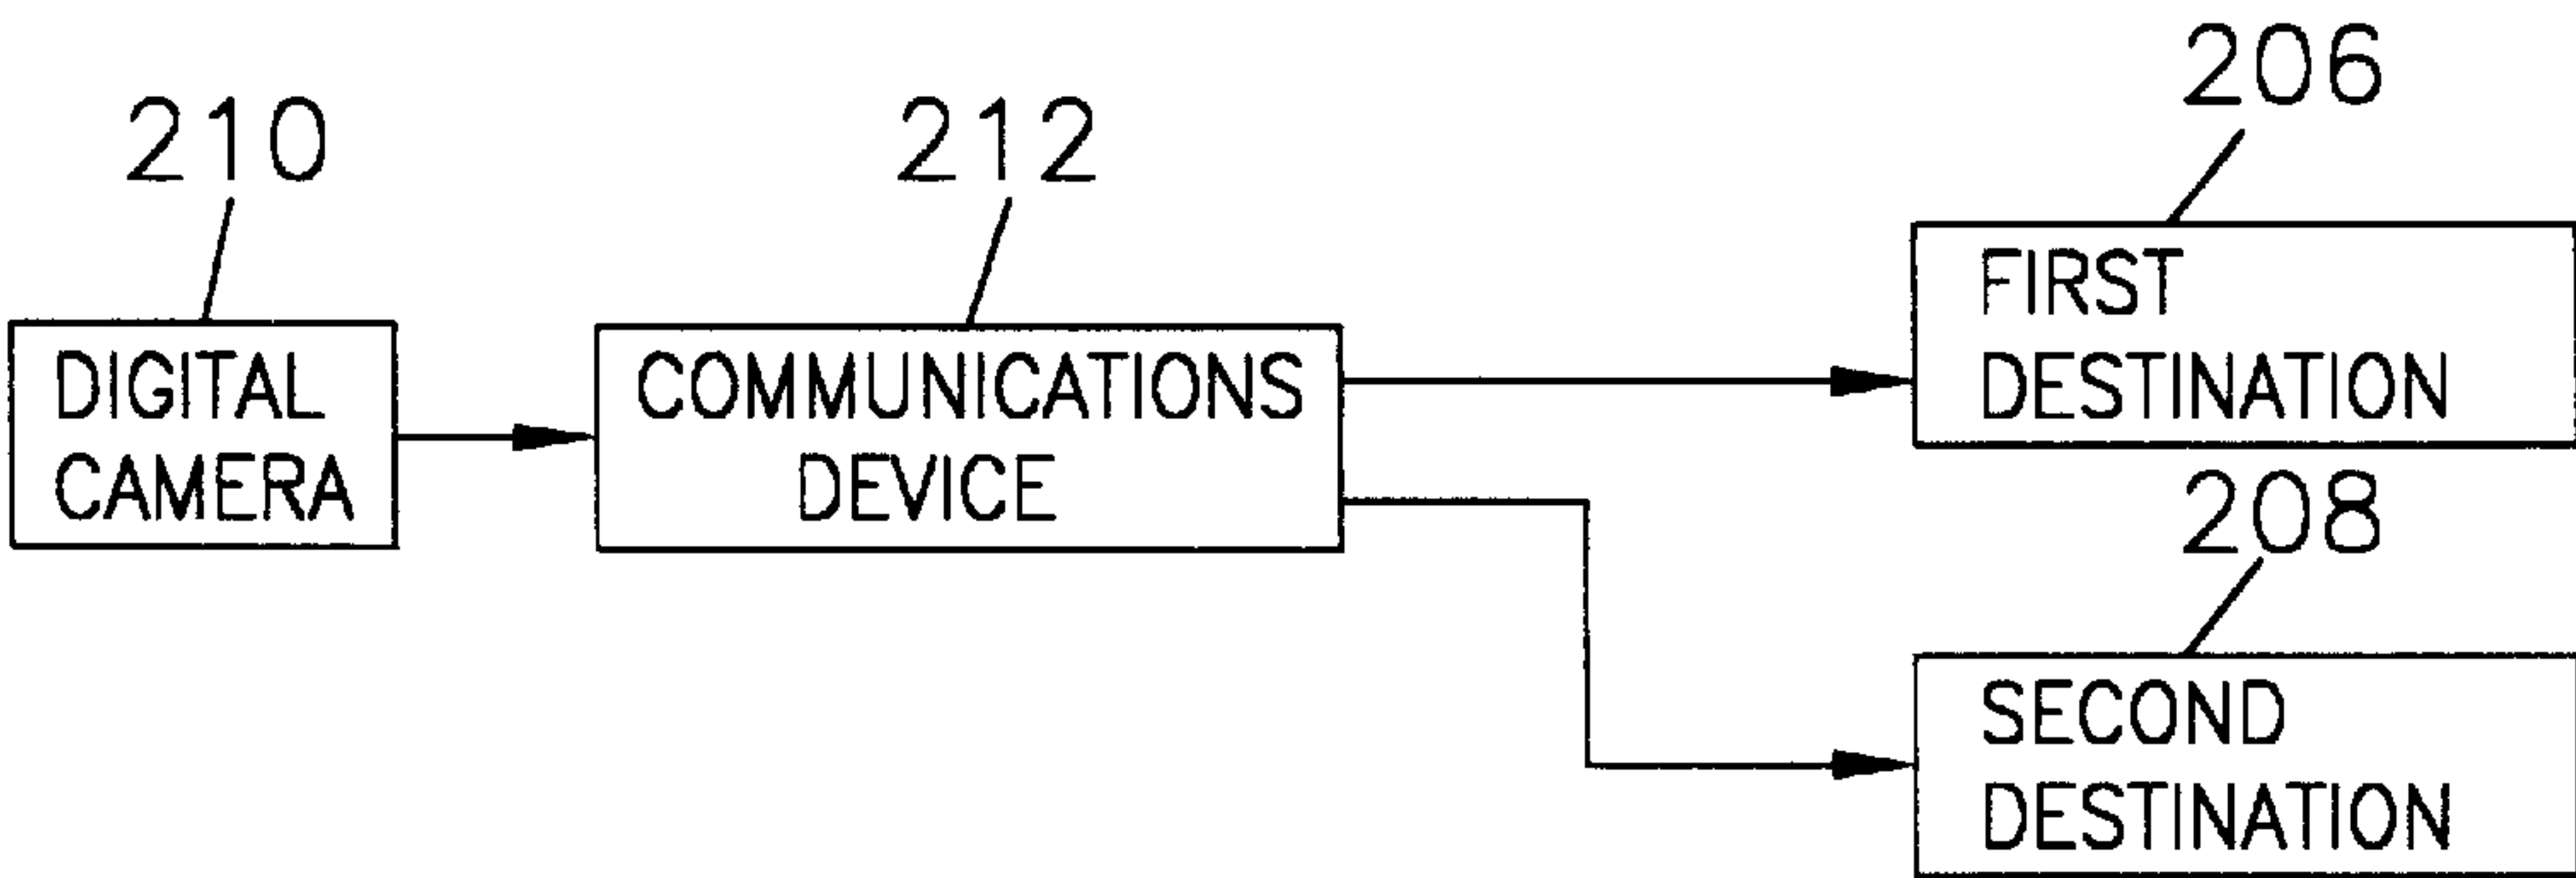 210
DIGITAL
CAMERA
212
COMMUNICATIONS
DEVICE
206
FIRST
DESTINATION
208
SECOND
DESTINATION